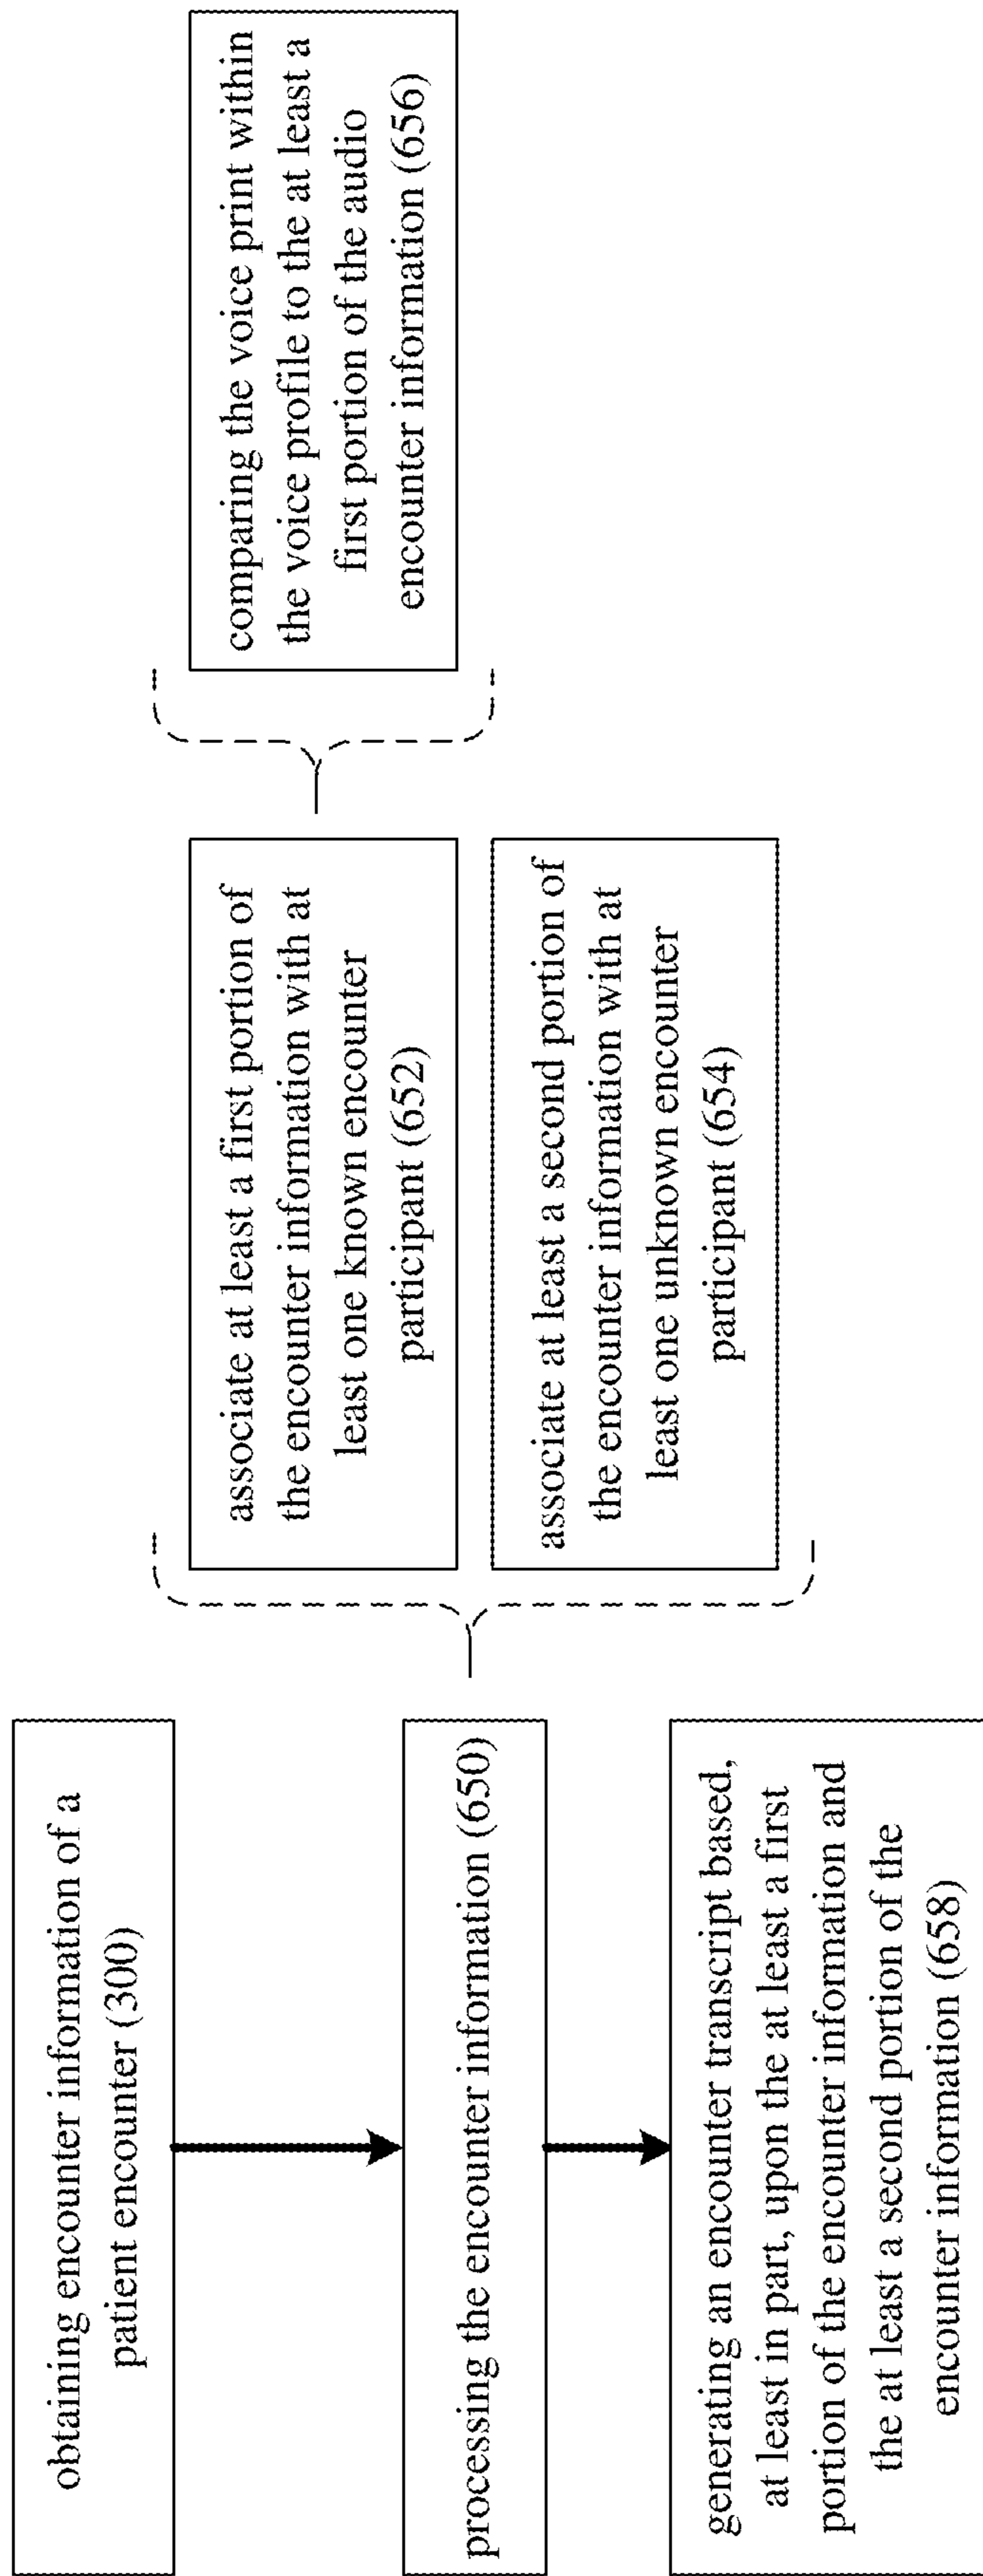 obtaining encounter information of a
patient encounter (300)
processing the encounter information (650)
generating an encounter transcript based,
at least in part, upon the at least a first
portion of the encounter information and
the at least a second portion of the
encounter information (658)
associate at least a first portion of
the encounter information with at
least one known encounter
participant (652)
associate at least a second portion of
the encounter information with at
least one unknown encounter
participant (654)
comparing the voice print within
the voice profile to the at least a
first portion of the audio
encounter information (656)